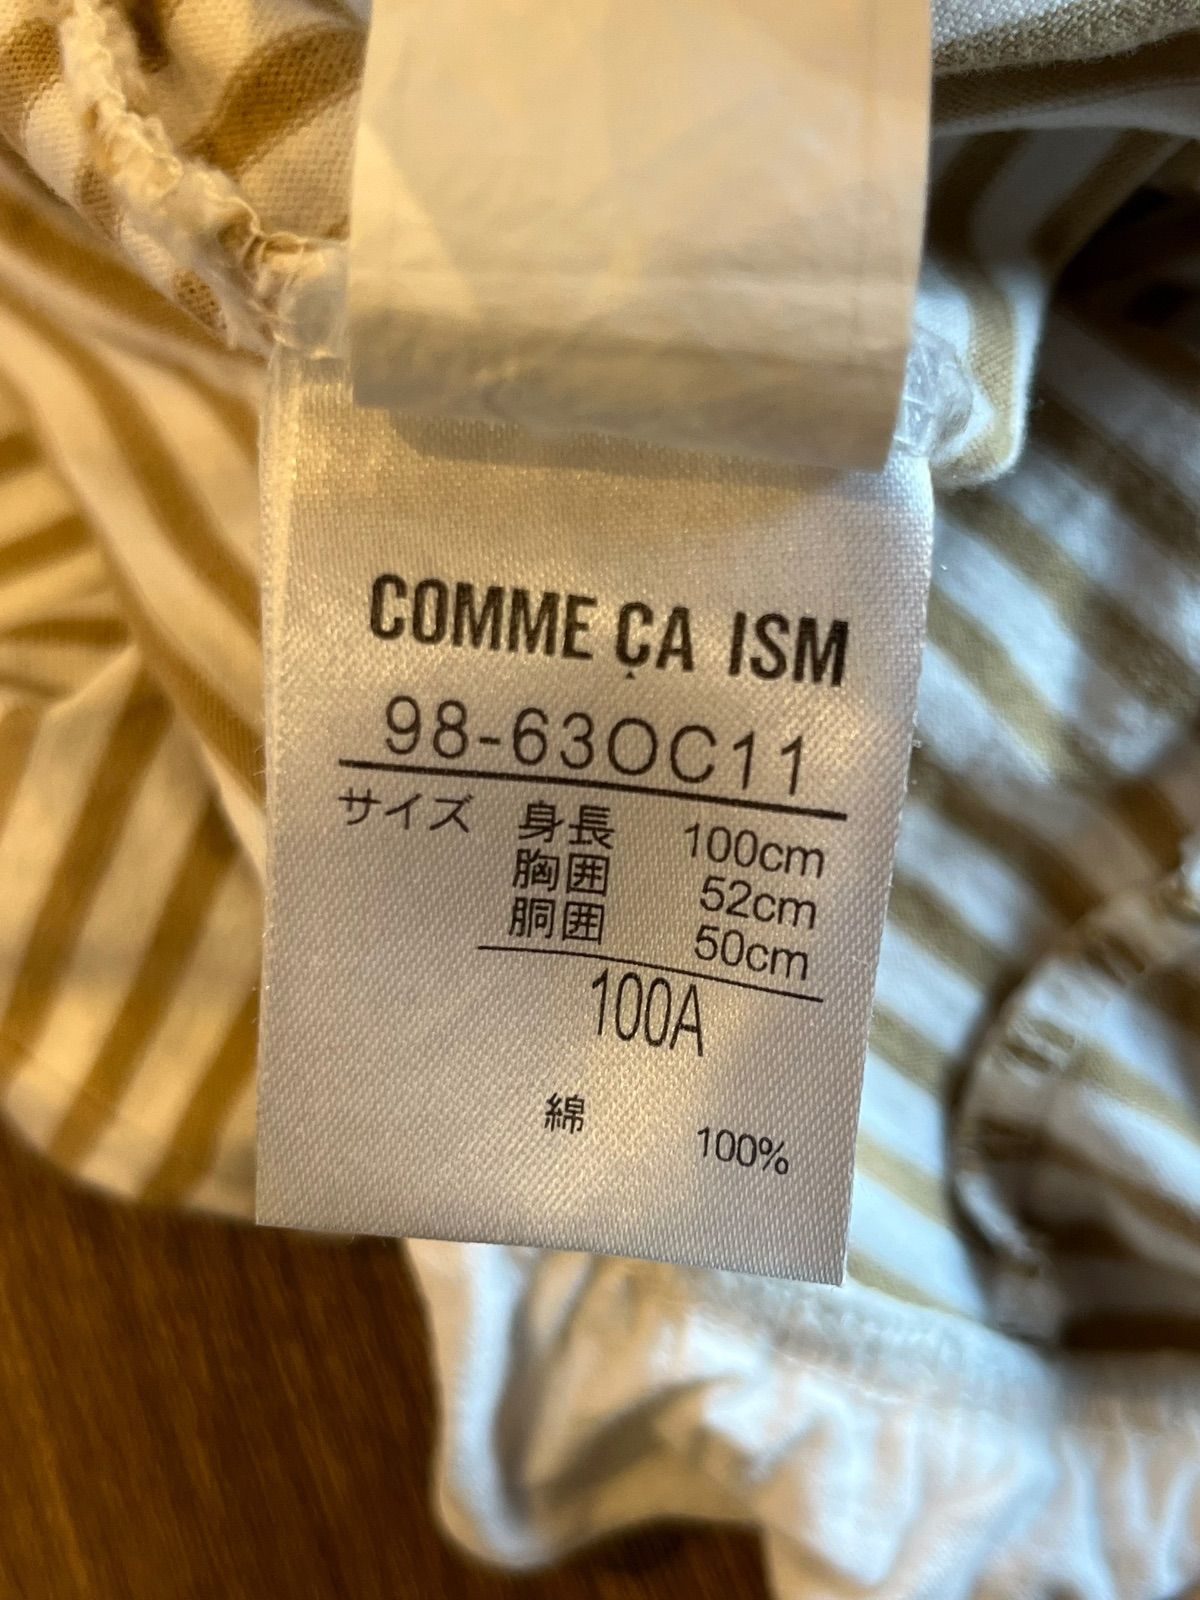 COMME ÇA ISM
98-63OC11
サイズ 身長 100cm
胸囲 52cm
胴囲 50cm
100A
綿 100%